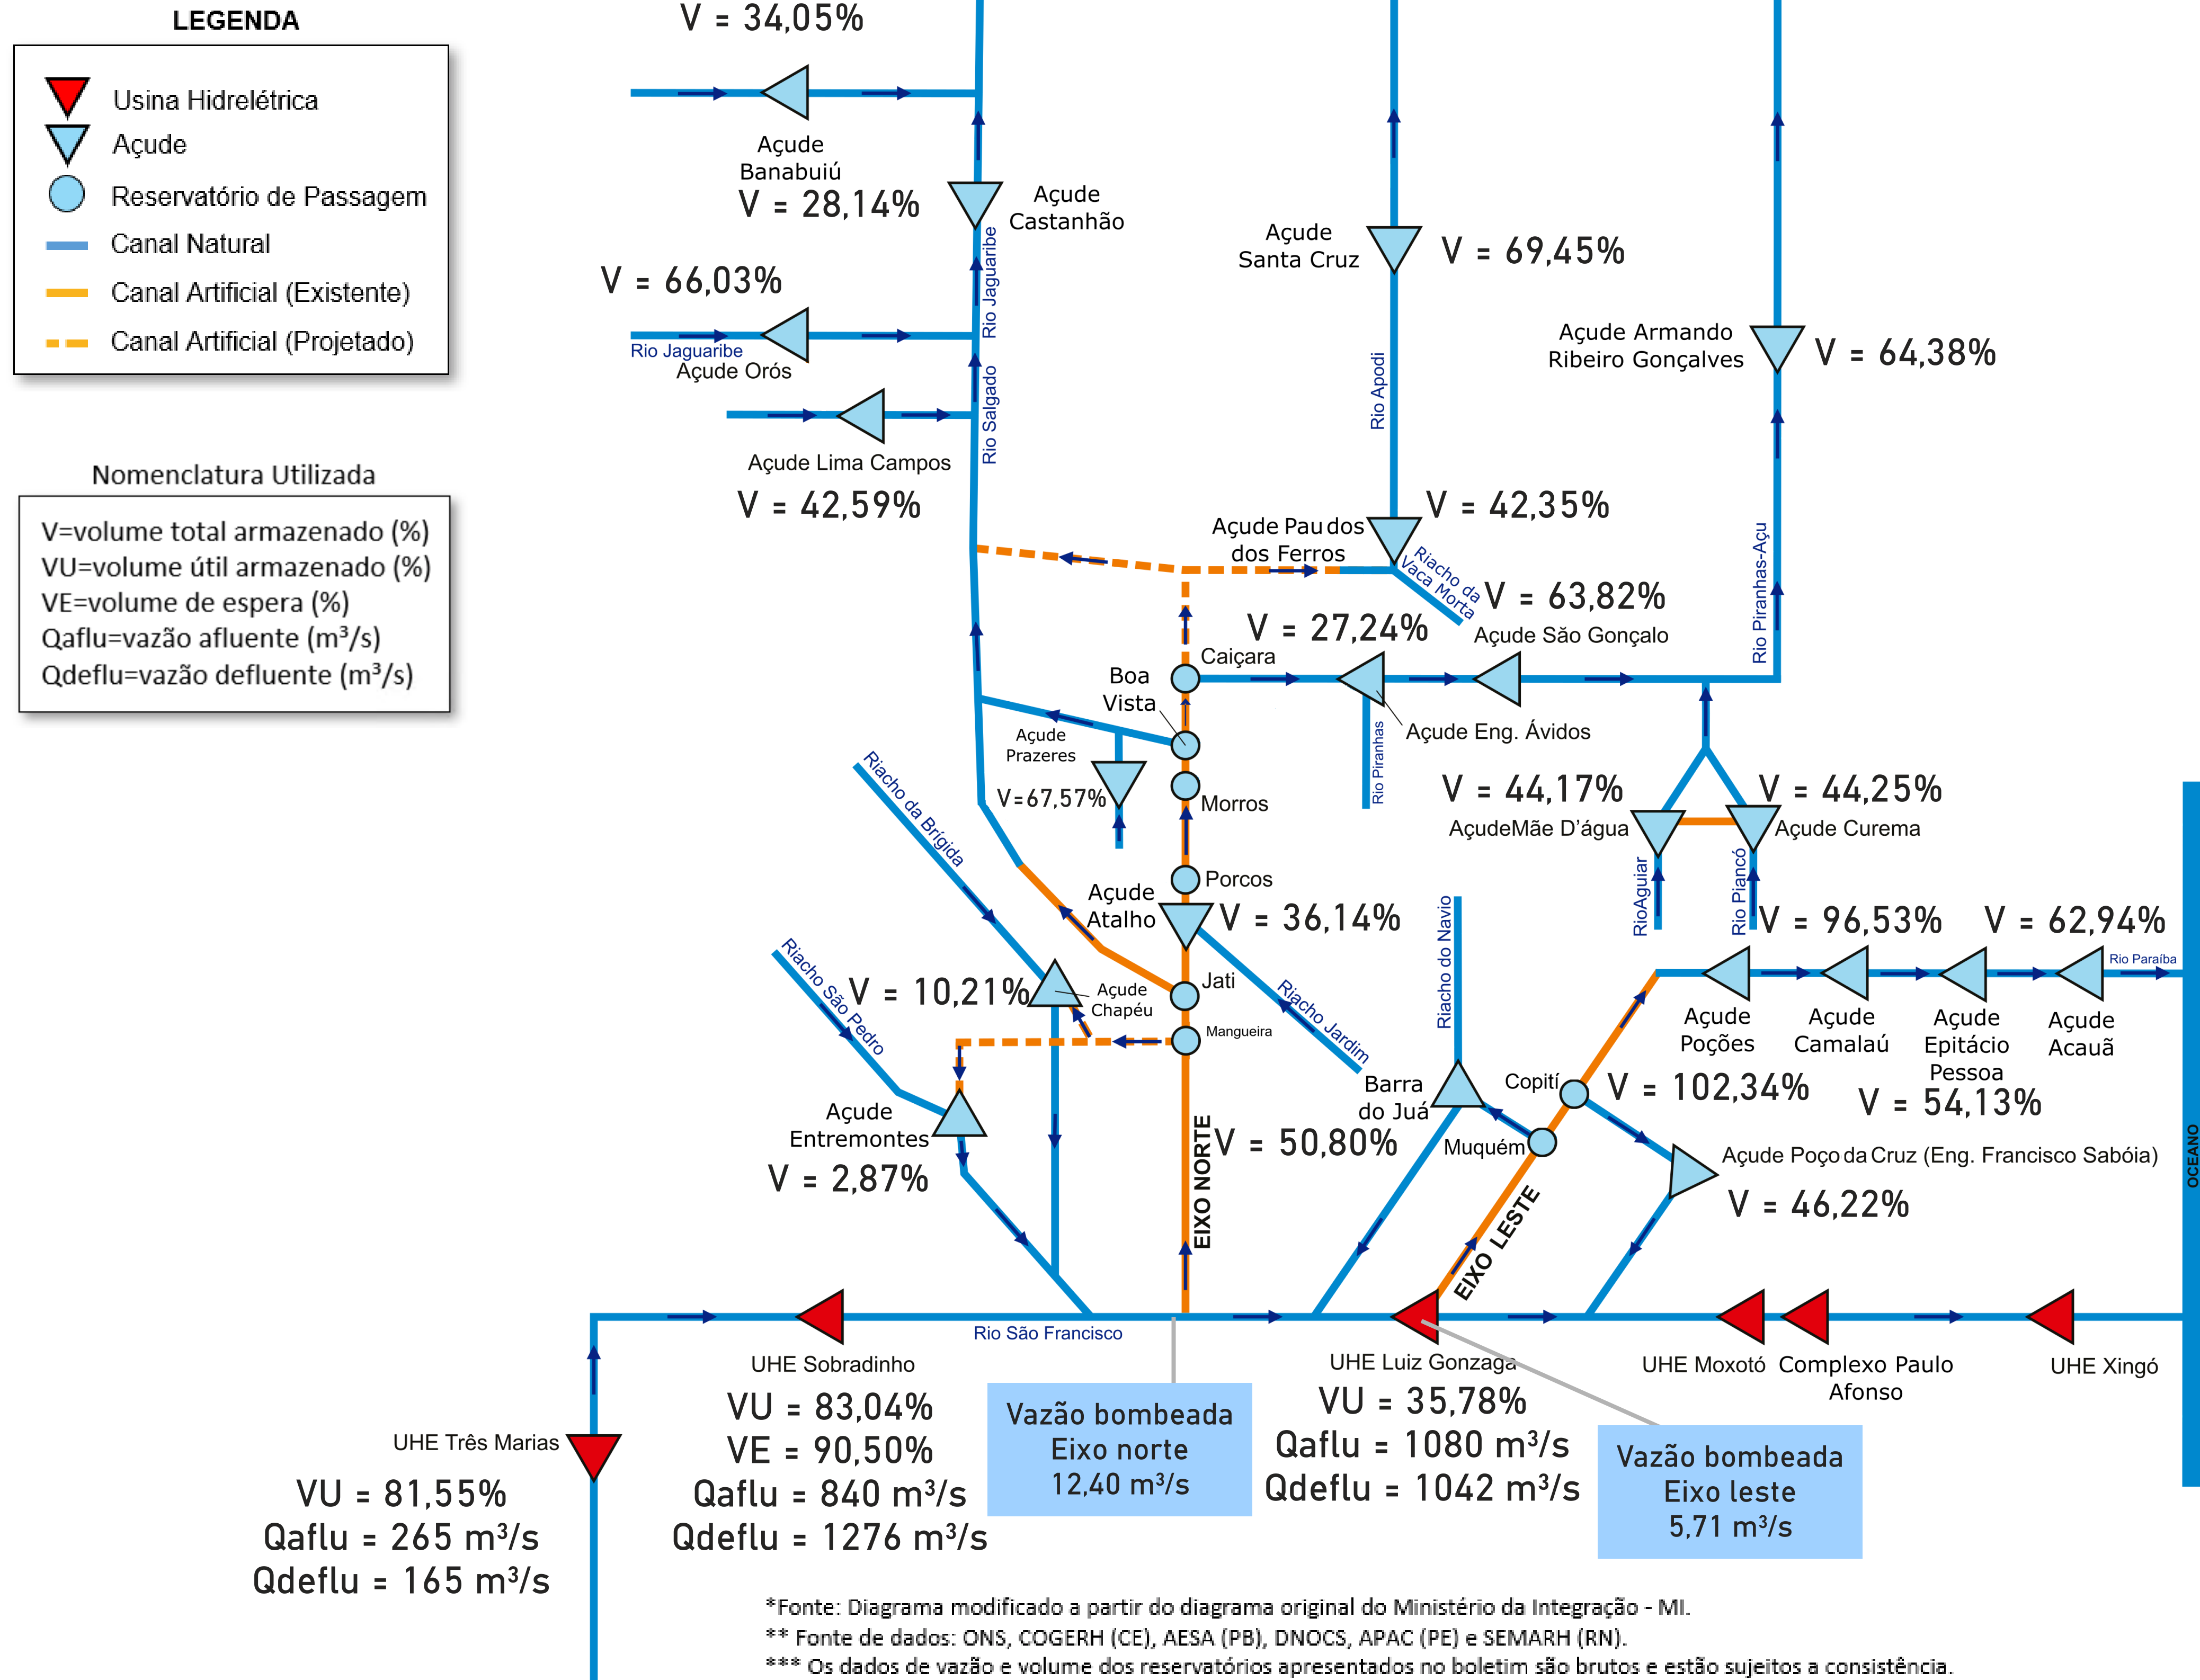 LEGENDA
Usina Hidrelétrica
Açude
Reservatório de Passagem
Canal Natural
Canal Artificial (Existente)
Canal Artificial (Projetado)
Nomenclatura Utilizada
V=volume total armazenado (%)
VU=volume útil armazenado (%)
VE=volume de espera (%)
Qaflu=vazão afluente (m³/s)
Qdeflu=vazão defluente (m³/s)
V = 34,05%
Açude
Banabuiú
V = 28,14%
Açude
Castanhão
Rio Jaguaribe
V = 66,03%
Rio Jaguaribe
Açude Orós
Rio Salgado
Açude Lima Campos
V = 42,59%
Açude
Santa Cruz
V = 69,45%
Rio Apodi
Açude Armando
Ribeiro Gonçalves
V = 64,38%
Rio Piranhas-Açu
Açude Pau dos
dos Ferros
V = 42,35%
Riacho da
Vaca Morta
V = 63,82%
Açude São Gonçalo
V = 27,24%
Caiçara
Boa
Vista
Açude Eng. Ávidos
Rio Piranhas
Açude
Prazeres
V=67,57%
Morros
Porcos
V = 44,17%
AçudeMãe D'água
V = 44,25%
Açude Curema
RioAguiar
Rio Piancó
Riacho da Brígida
Açude
Atalho
V = 36,14%
Riacho São Pedro
V = 10,21%
Açude
Chapéu
Jati
Mangueira
Riacho Jardim
Riacho do Navio
V = 96,53%
V = 62,94%
Rio Paraíba
Açude
Poções
Açude
Camalaú
Açude
Epitácio
Pessoa
Açude
Acauã
V = 102,34%
V = 54,13%
Açude
Entremontes
V = 2,87%
EIXO NORTE
Barra
do Juá
V = 50,80%
Copití
Muquém
Açude Poço da Cruz (Eng. Francisco Sabóia)
V = 46,22%
EIXO LESTE
OCEANO
Rio São Francisco
UHE Sobradinho
VU = 83,04%
VE = 90,50%
Qaflu = 840 m³/s
Qdeflu = 1276 m³/s
UHE Três Marias
VU = 81,55%
Qaflu = 265 m³/s
Qdeflu = 165 m³/s
Vazão bombeada
Eixo norte
12,40 m³/s
UHE Luiz Gonzaga
VU = 35,78%
Qaflu = 1080 m³/s
Qdeflu = 1042 m³/s
Vazão bombeada
Eixo leste
5,71 m³/s
UHE Moxotó
Complexo Paulo
Afonso
UHE Xingó
*Fonte: Diagrama modificado a partir do diagrama original do Ministério da Integração - MI.
** Fonte de dados: ONS, COGERH (CE), AESA (PB), DNOCS, APAC (PE) e SEMARH (RN).
*** Os dados de vazão e volume dos reservatórios apresentados no boletim são brutos e estão sujeitos a consistência.